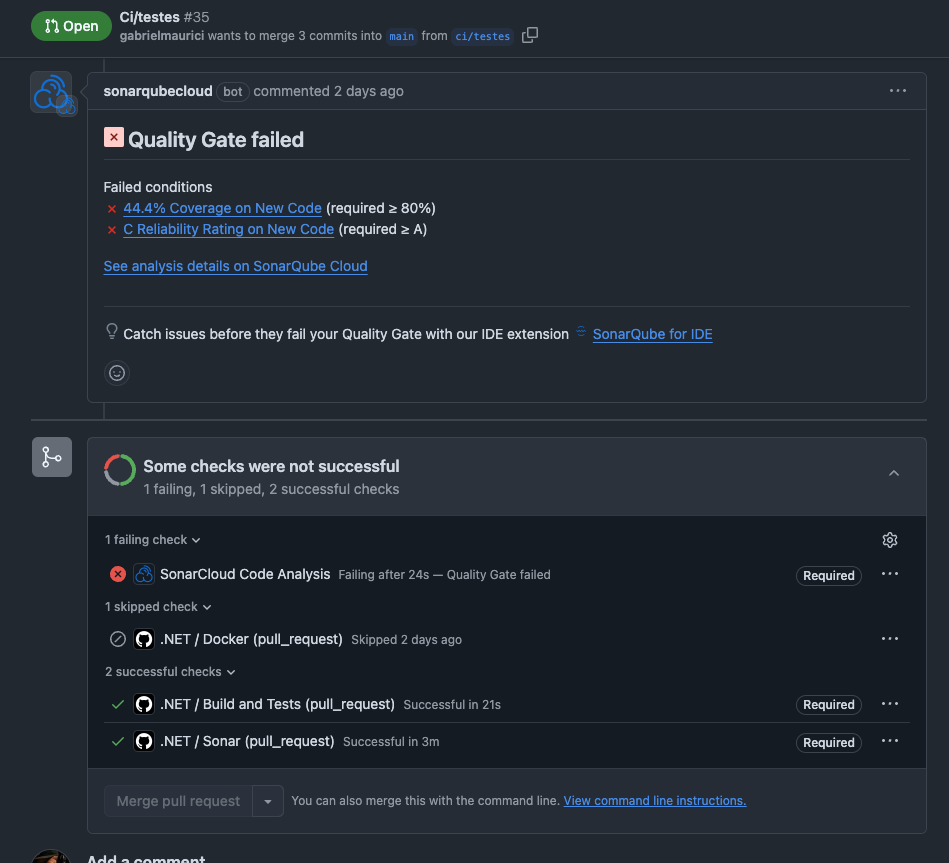 Open
Ci/testes #35
gabrielmaurici wants to merge 3 commits into main from ci/testes
sonarqubecloud bot commented 2 days ago
Quality Gate failed
Failed conditions
44.4% Coverage on New Code (required ≥ 80%)
C Reliability Rating on New Code (required ≥ A)
See analysis details on SonarQube Cloud
Catch issues before they fail your Quality Gate with our IDE extension SonarQube for IDE
Some checks were not successful
1 failing, 1 skipped, 2 successful checks
1 failing check
SonarCloud Code Analysis Failing after 24s — Quality Gate failed Required
1 skipped check
.NET / Docker (pull_request) Skipped 2 days ago
2 successful checks
.NET / Build and Tests (pull_request) Successful in 21s Required
.NET / Sonar (pull_request) Successful in 3m Required
Merge pull request You can also merge this with the command line. View command line instructions.
Add a comment